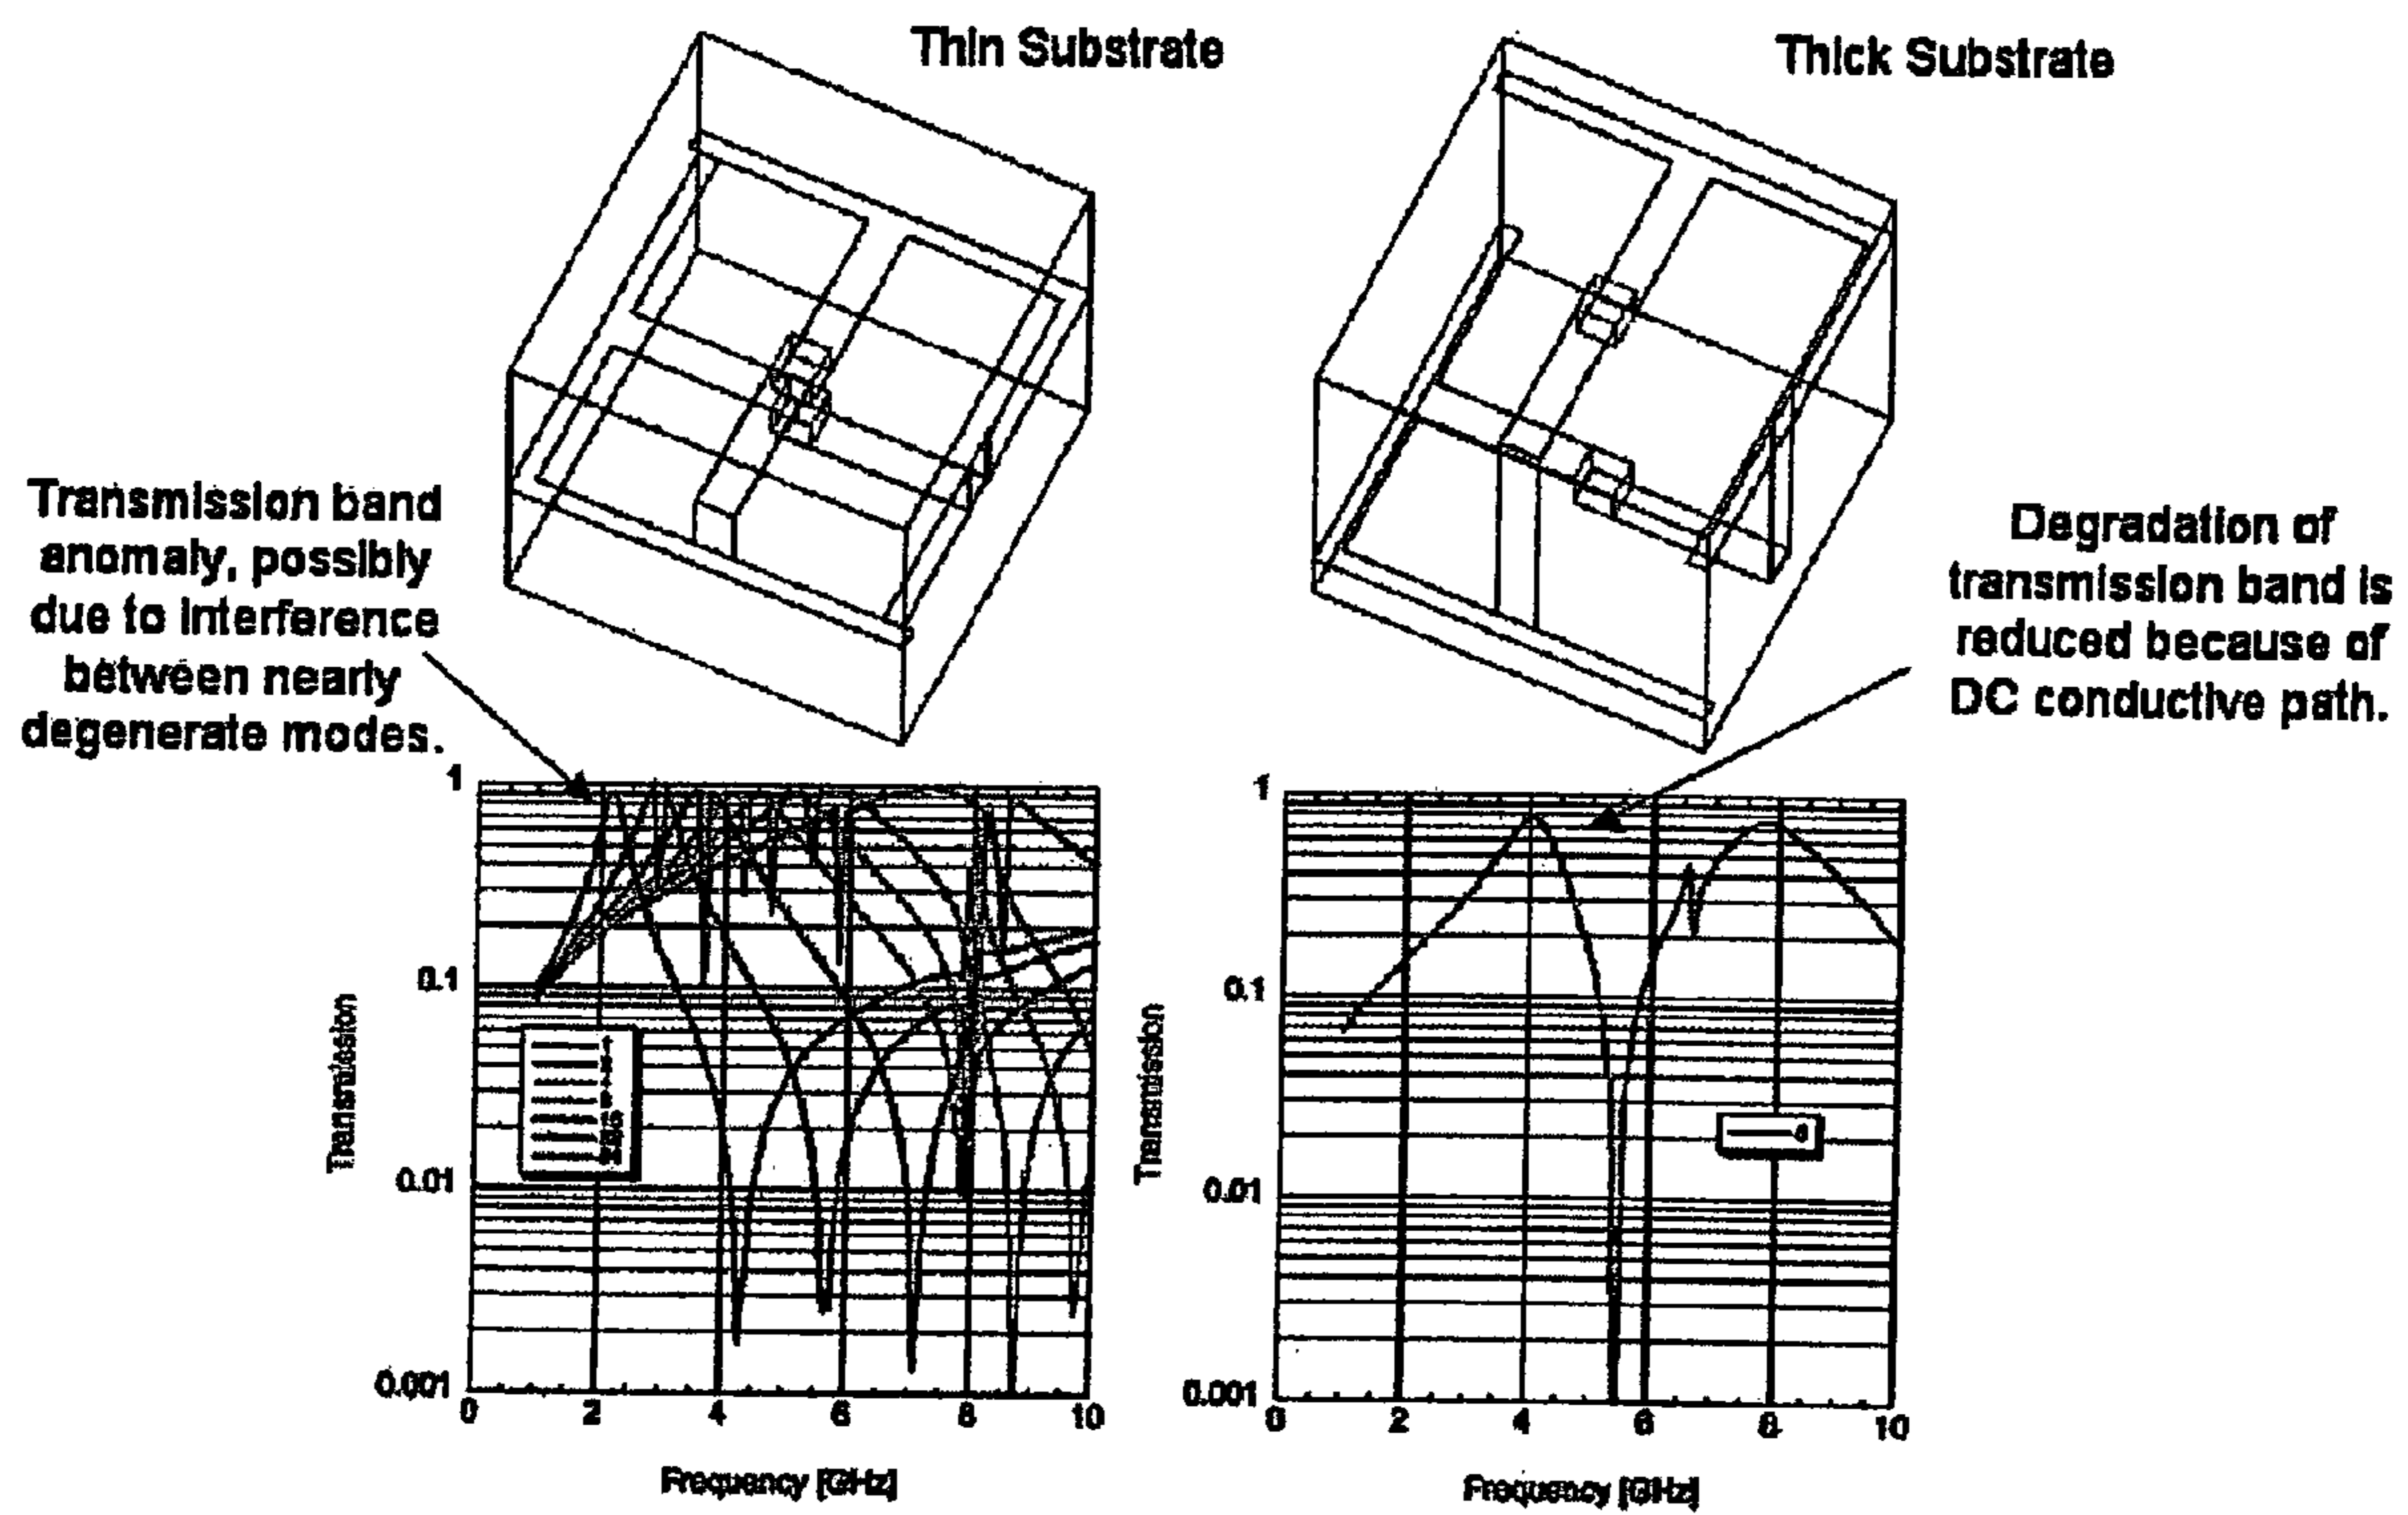 Thin Substrate
Thick Substrate
Transmission band
anomaly, possibly
due to interference
between nearly
degenerate modes.
Degradation of
transmission band is
reduced because of
DC conductive path.
1
0.1
0.01
0.001
0 2 4 6 8 10
Transmission
Frequency [GHz]
1
0.1
0.01
0.001
0 2 4 6 8 10
Transmission
Frequency [GHz]